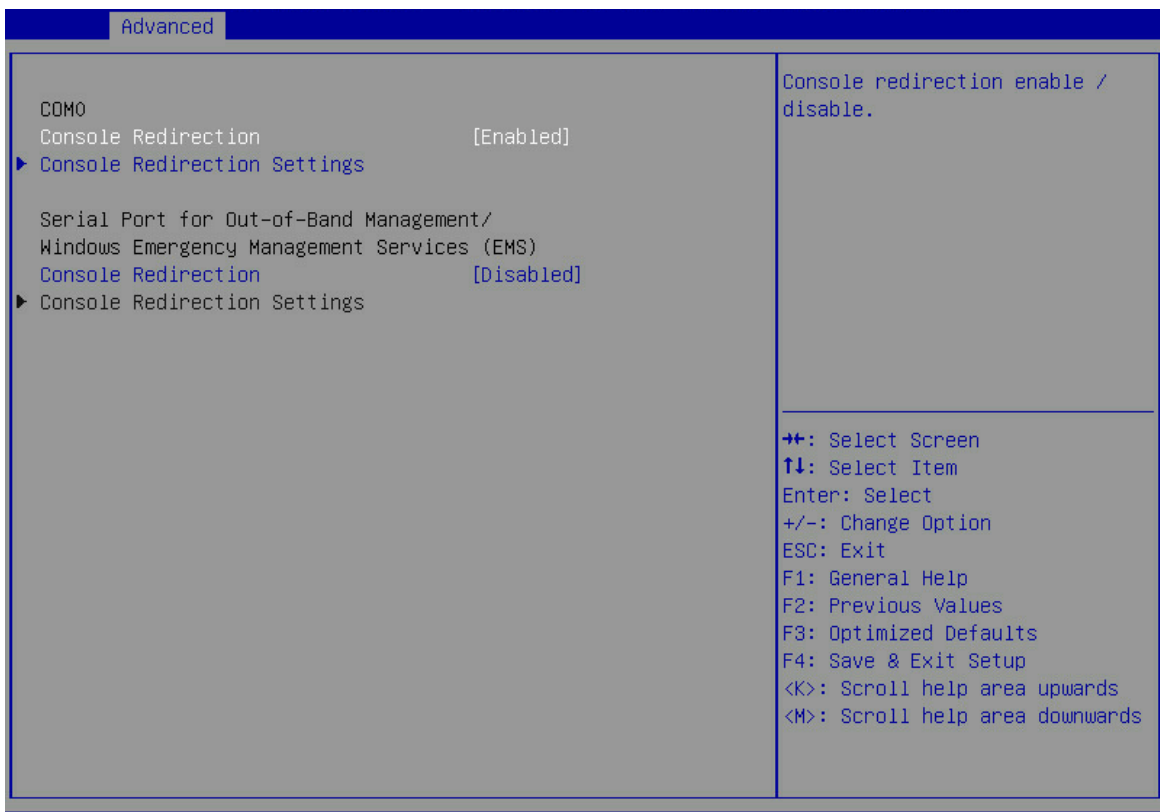 Advanced
COM0
Console Redirection [Enabled]
▶ Console Redirection Settings
Serial Port for Out-of-Band Management/
Windows Emergency Management Services (EMS)
Console Redirection [Disabled]
▶ Console Redirection Settings
Console redirection enable /
disable.
→←: Select Screen
↑↓: Select Item
Enter: Select
+/-: Change Option
ESC: Exit
F1: General Help
F2: Previous Values
F3: Optimized Defaults
F4: Save & Exit Setup
<K>: Scroll help area upwards
<M>: Scroll help area downwards